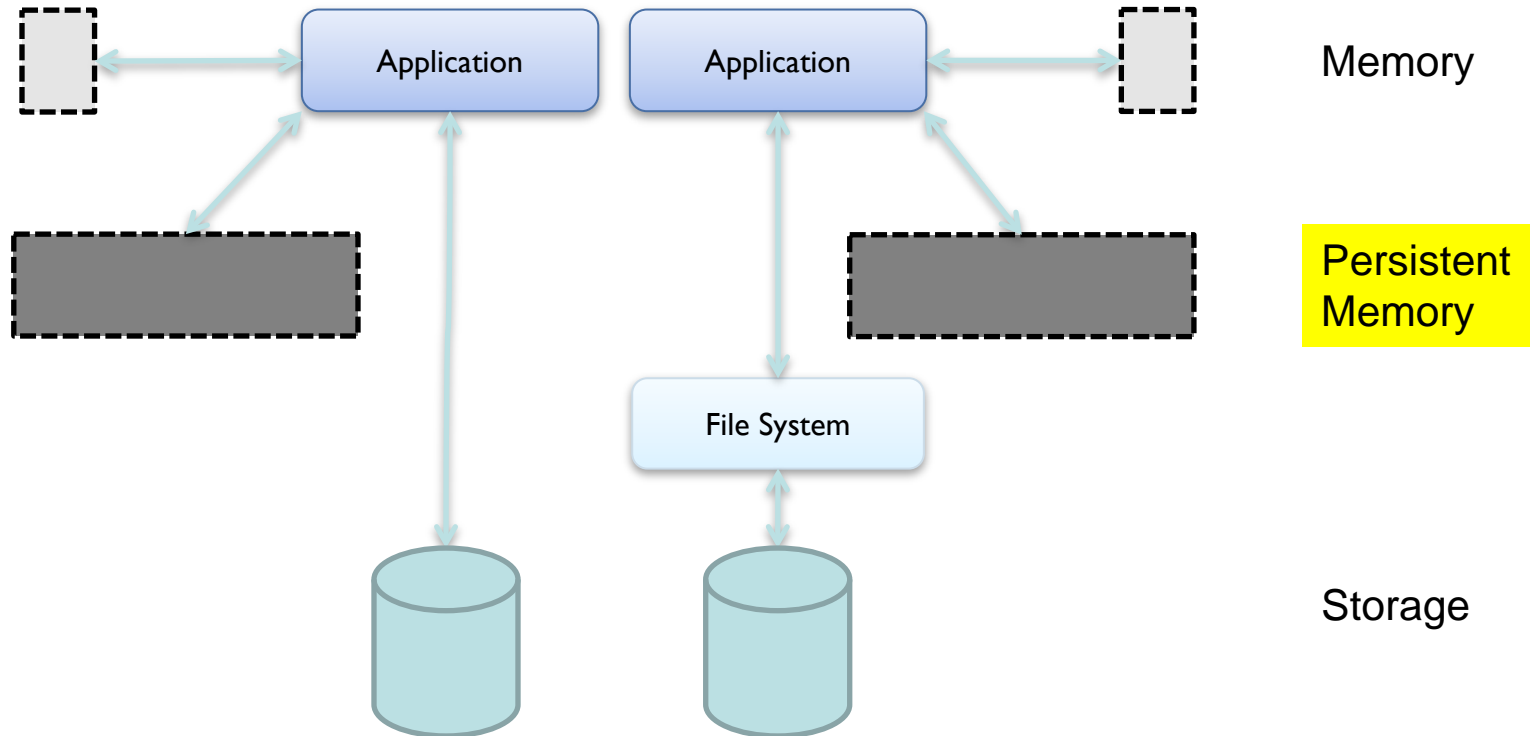 Application
Application
Memory
Persistent
Memory
File System
Storage